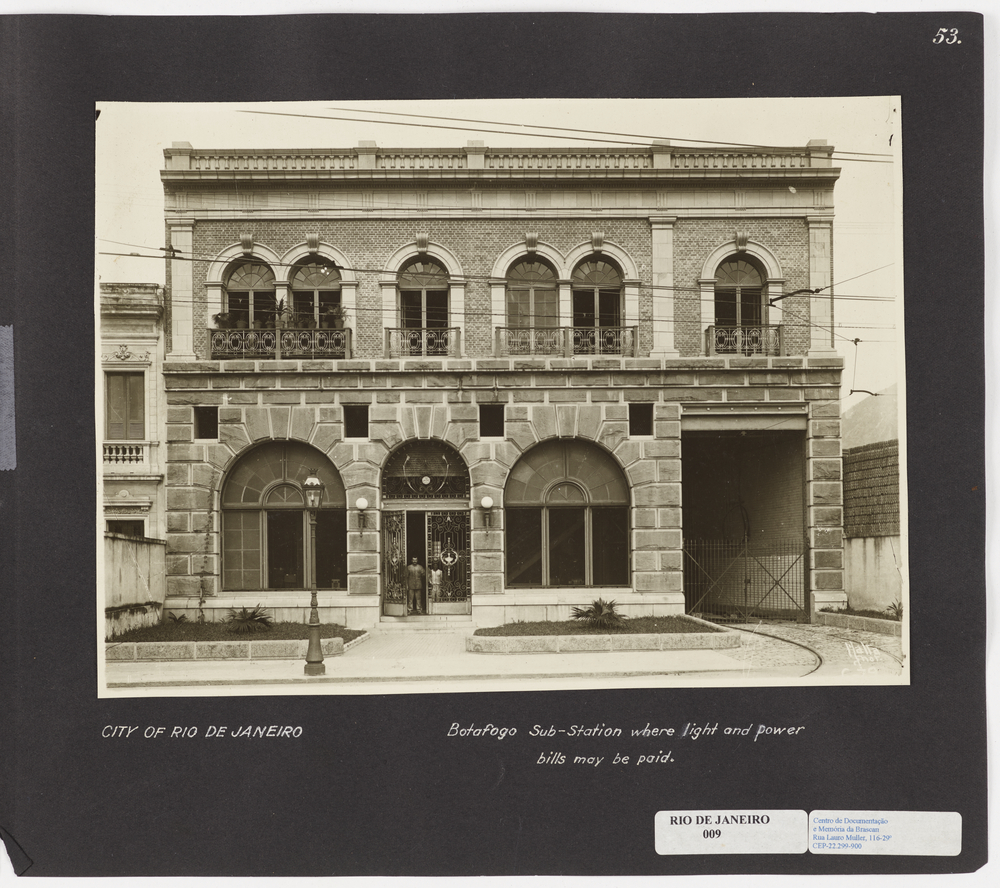 53.
CITY OF RIO DE JANEIRO
Botafogo Sub-Station where light and power
bills may be paid.
RIO DE JANEIRO
009
Centro de Documentação
e Memória da Brascan
Rua Lauro Muller, 116-29º
CEP-22.299-900